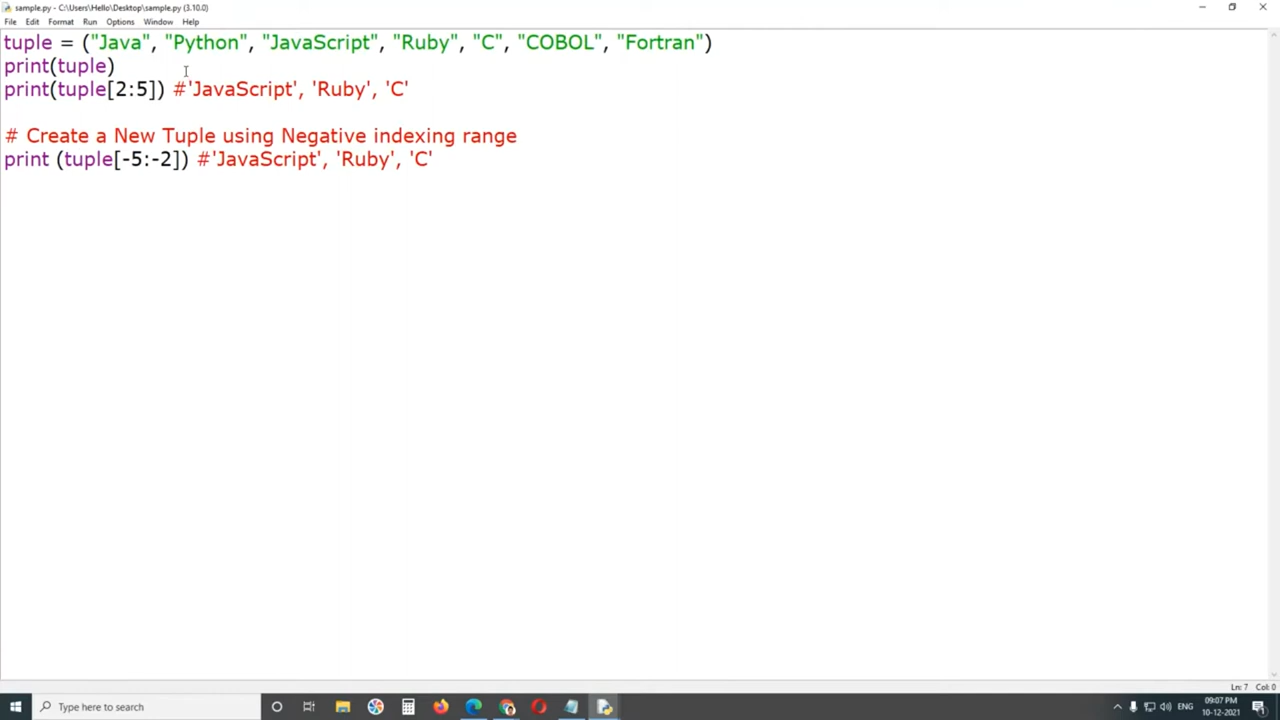 sample.py - C:\Users\Hello\Desktop\sample.py (3.10.0)
File Edit Format Run Options Window Help
tuple = ("Java", "Python", "JavaScript", "Ruby", "C", "COBOL", "Fortran")
print(tuple)
print(tuple[2:5]) #'JavaScript', 'Ruby', 'C'
# Create a New Tuple using Negative indexing range
print (tuple[-5:-2]) #'JavaScript', 'Ruby', 'C'
Ln: 7 Col: 0
Type here to search
ENG
09:07 PM
10-12-2021
1